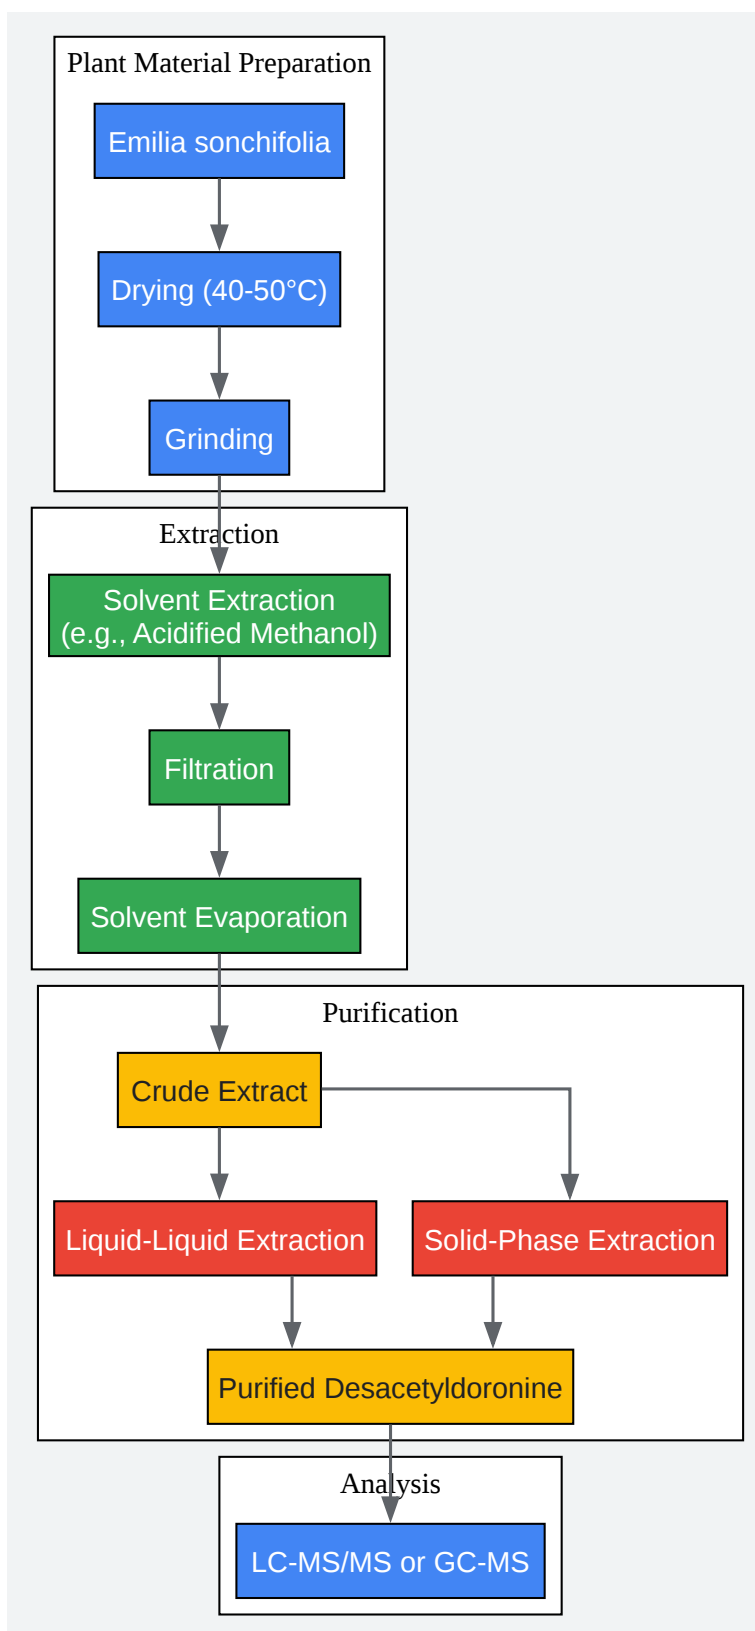 Plant Material Preparation
Emilia sonchifolia
Drying (40-50°C)
Grinding
Extraction
Solvent Extraction
(e.g., Acidified Methanol)
Filtration
Solvent Evaporation
Purification
Crude Extract
Liquid-Liquid Extraction
Solid-Phase Extraction
Purified Desacetyldoronine
Analysis
LC-MS/MS or GC-MS